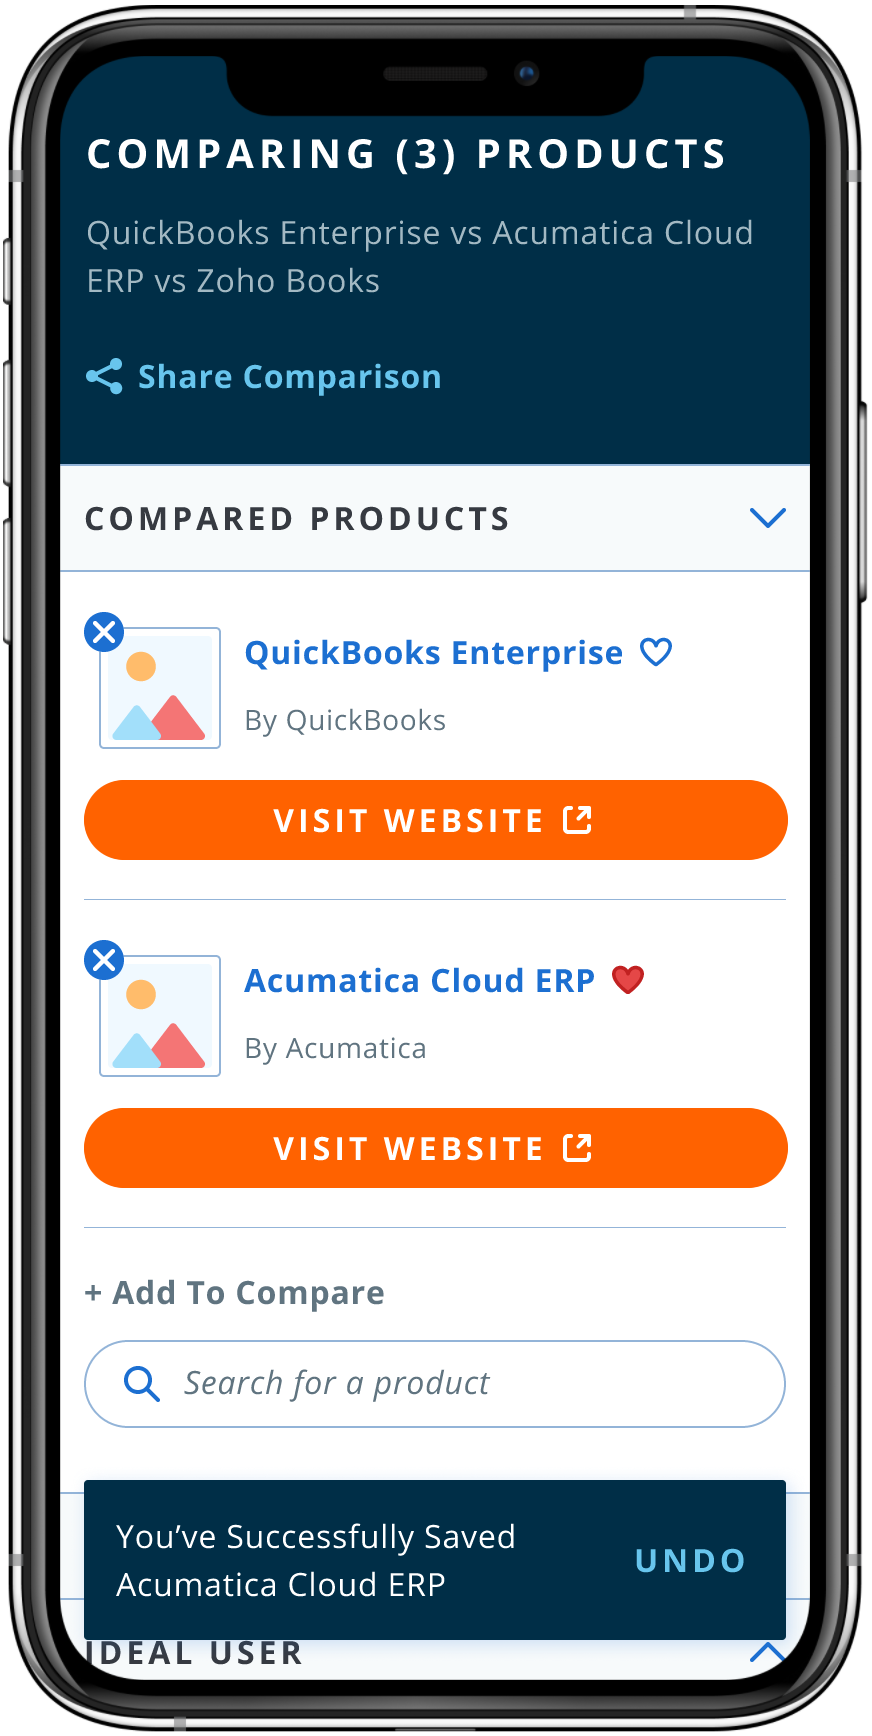 COMPARING (3) PRODUCTS
QuickBooks Enterprise vs Acumatica Cloud
ERP vs Zoho Books
Share Comparison
COMPARED PRODUCTS
QuickBooks Enterprise
By QuickBooks
VISIT WEBSITE
Acumatica Cloud ERP
By Acumatica
VISIT WEBSITE
+ Add To Compare
Search for a product
You’ve Successfully Saved
Acumatica Cloud ERP
UNDO
IDEAL USER